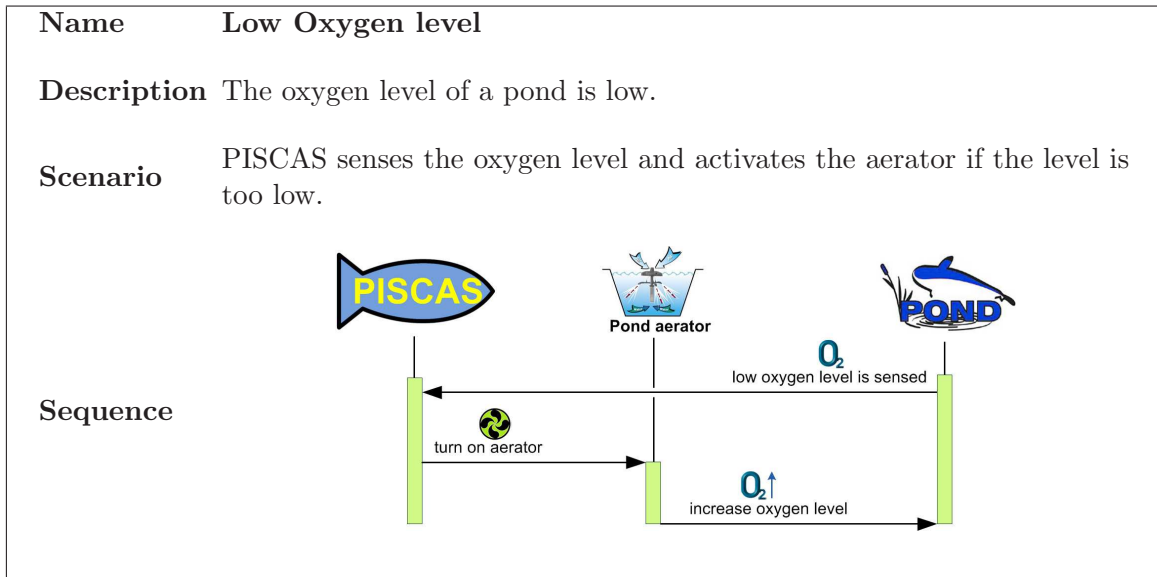 Name Low Oxygen level
Description The oxygen level of a pond is low.
Scenario PISCAS senses the oxygen level and activates the aerator if the level is
too low.
PISCAS
Pond aerator
POND
O2
low oxygen level is sensed
Sequence
turn on aerator
O2↑
increase oxygen level